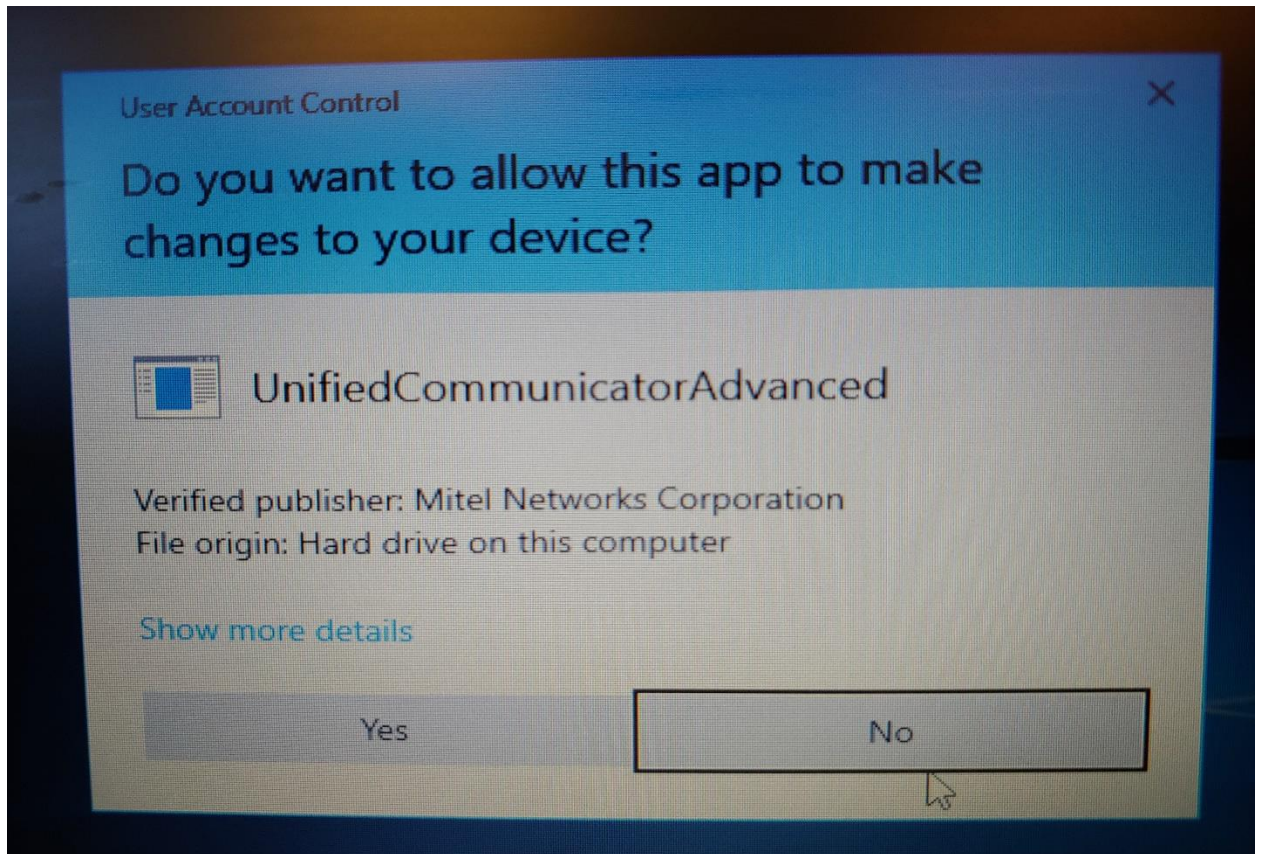 User Account Control
Do you want to allow this app to make
changes to your device?
UnifiedCommunicatorAdvanced
Verified publisher: Mitel Networks Corporation
File origin: Hard drive on this computer
Show more details
Yes
No